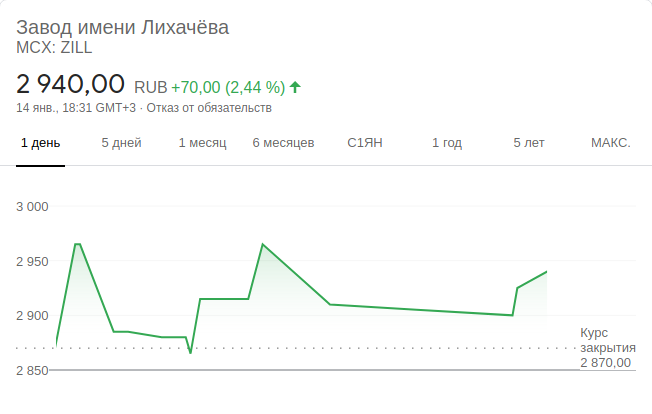 Завод имени Лихачёва
MCX: ZILL
2 940,00 RUB +70,00 (2,44 %)
14 янв., 18:31 GMT+3 · Отказ от обязательств
1 день 5 дней 1 месяц 6 месяцев С1ЯН 1 год 5 лет МАКС.
3 000
2 950
2 900
2 850
Курс
закрытия
2 870,00